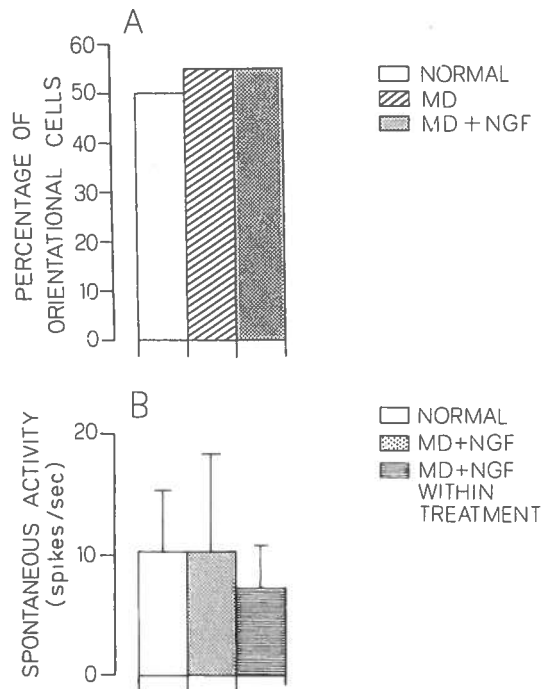 A
PERCENTAGE OF
ORIENTATIONAL CELLS
60
50
40
30
20
10
0
NORMAL
MD
MD + NGF
B
SPONTANEOUS ACTIVITY
(spikes/sec)
20
10
0
NORMAL
MD+NGF
MD+NGF
WITHIN
TREATMENT